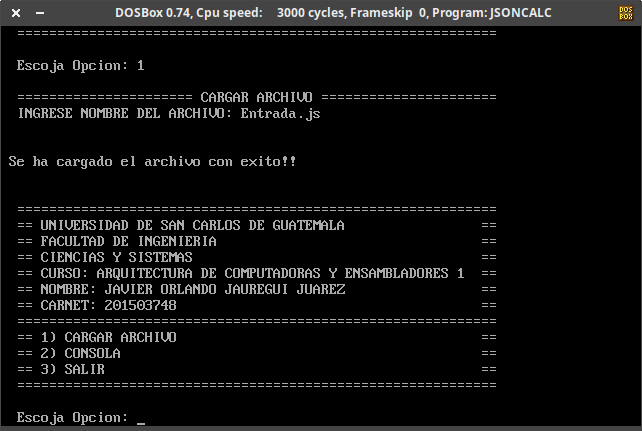 DOSBox 0.74, Cpu speed:    3000 cycles, Frameskip  0, Program: JSONCALC
DOS BOX
============================================================
Escoja Opcion: 1
====================== CARGAR ARCHIVO ======================
INGRESE NOMBRE DEL ARCHIVO: Entrada.js
Se ha cargado el archivo con exito!!
============================================================
== UNIVERSIDAD DE SAN CARLOS DE GUATEMALA                 ==
== FACULTAD DE INGENIERIA                                 ==
== CIENCIAS Y SISTEMAS                                    ==
== CURSO: ARQUITECTURA DE COMPUTADORAS Y ENSAMBLADORES 1  ==
== NOMBRE: JAVIER ORLANDO JAUREGUI JUAREZ                 ==
== CARNET: 201503748                                      ==
============================================================
== 1) CARGAR ARCHIVO                                      ==
== 2) CONSOLA                                             ==
== 3) SALIR                                               ==
============================================================
Escoja Opcion: _